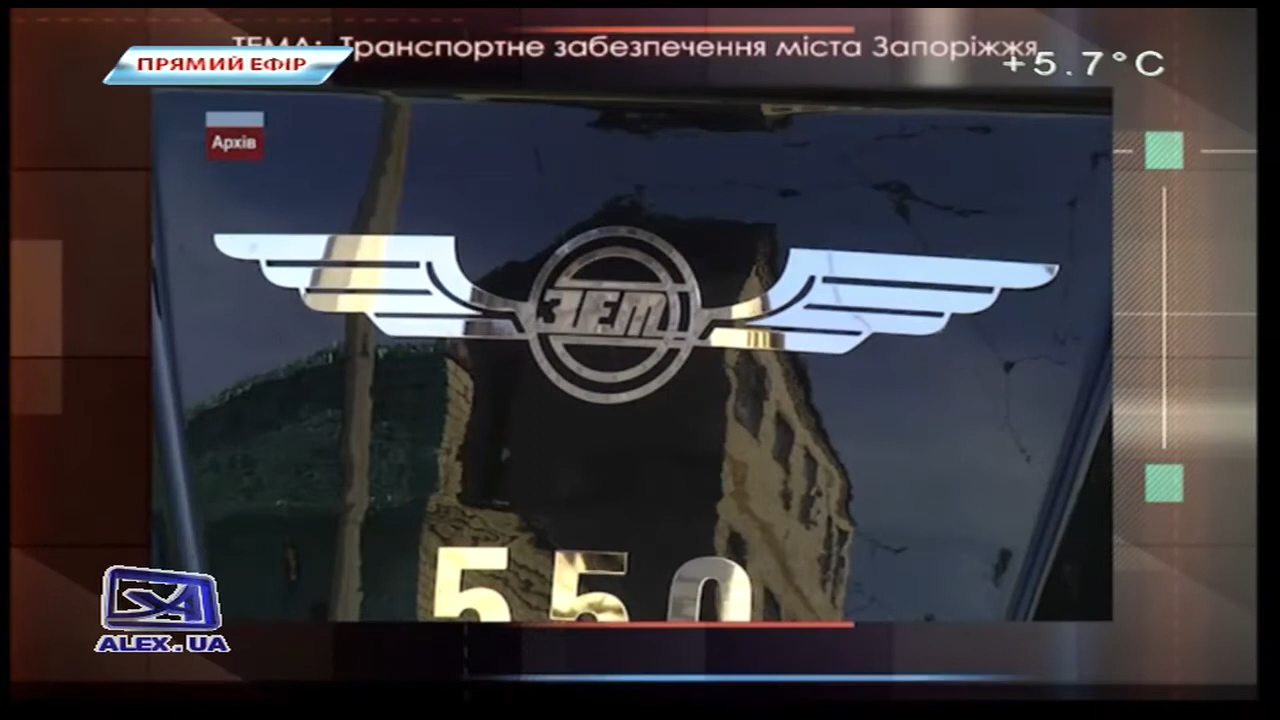 ТЕМА: Транспортне забезпечення міста Запоріжжя
ПРЯМИЙ ЕФІР
+5.7°C
Архів
ЗЕТ
550
ALEX.UA